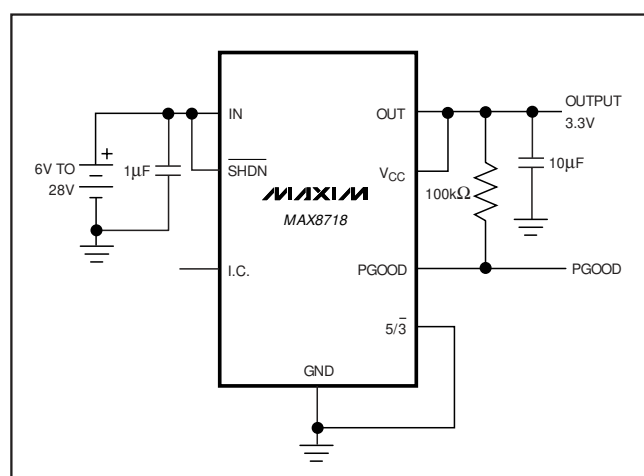 IN
OUT
OUTPUT
3.3V
+
6V TO
28V
1µF
S̅H̅D̅N̅
MAXIM
MAX8718
VCC
100kΩ
10µF
I.C.
PGOOD
PGOOD
5/3̅
GND